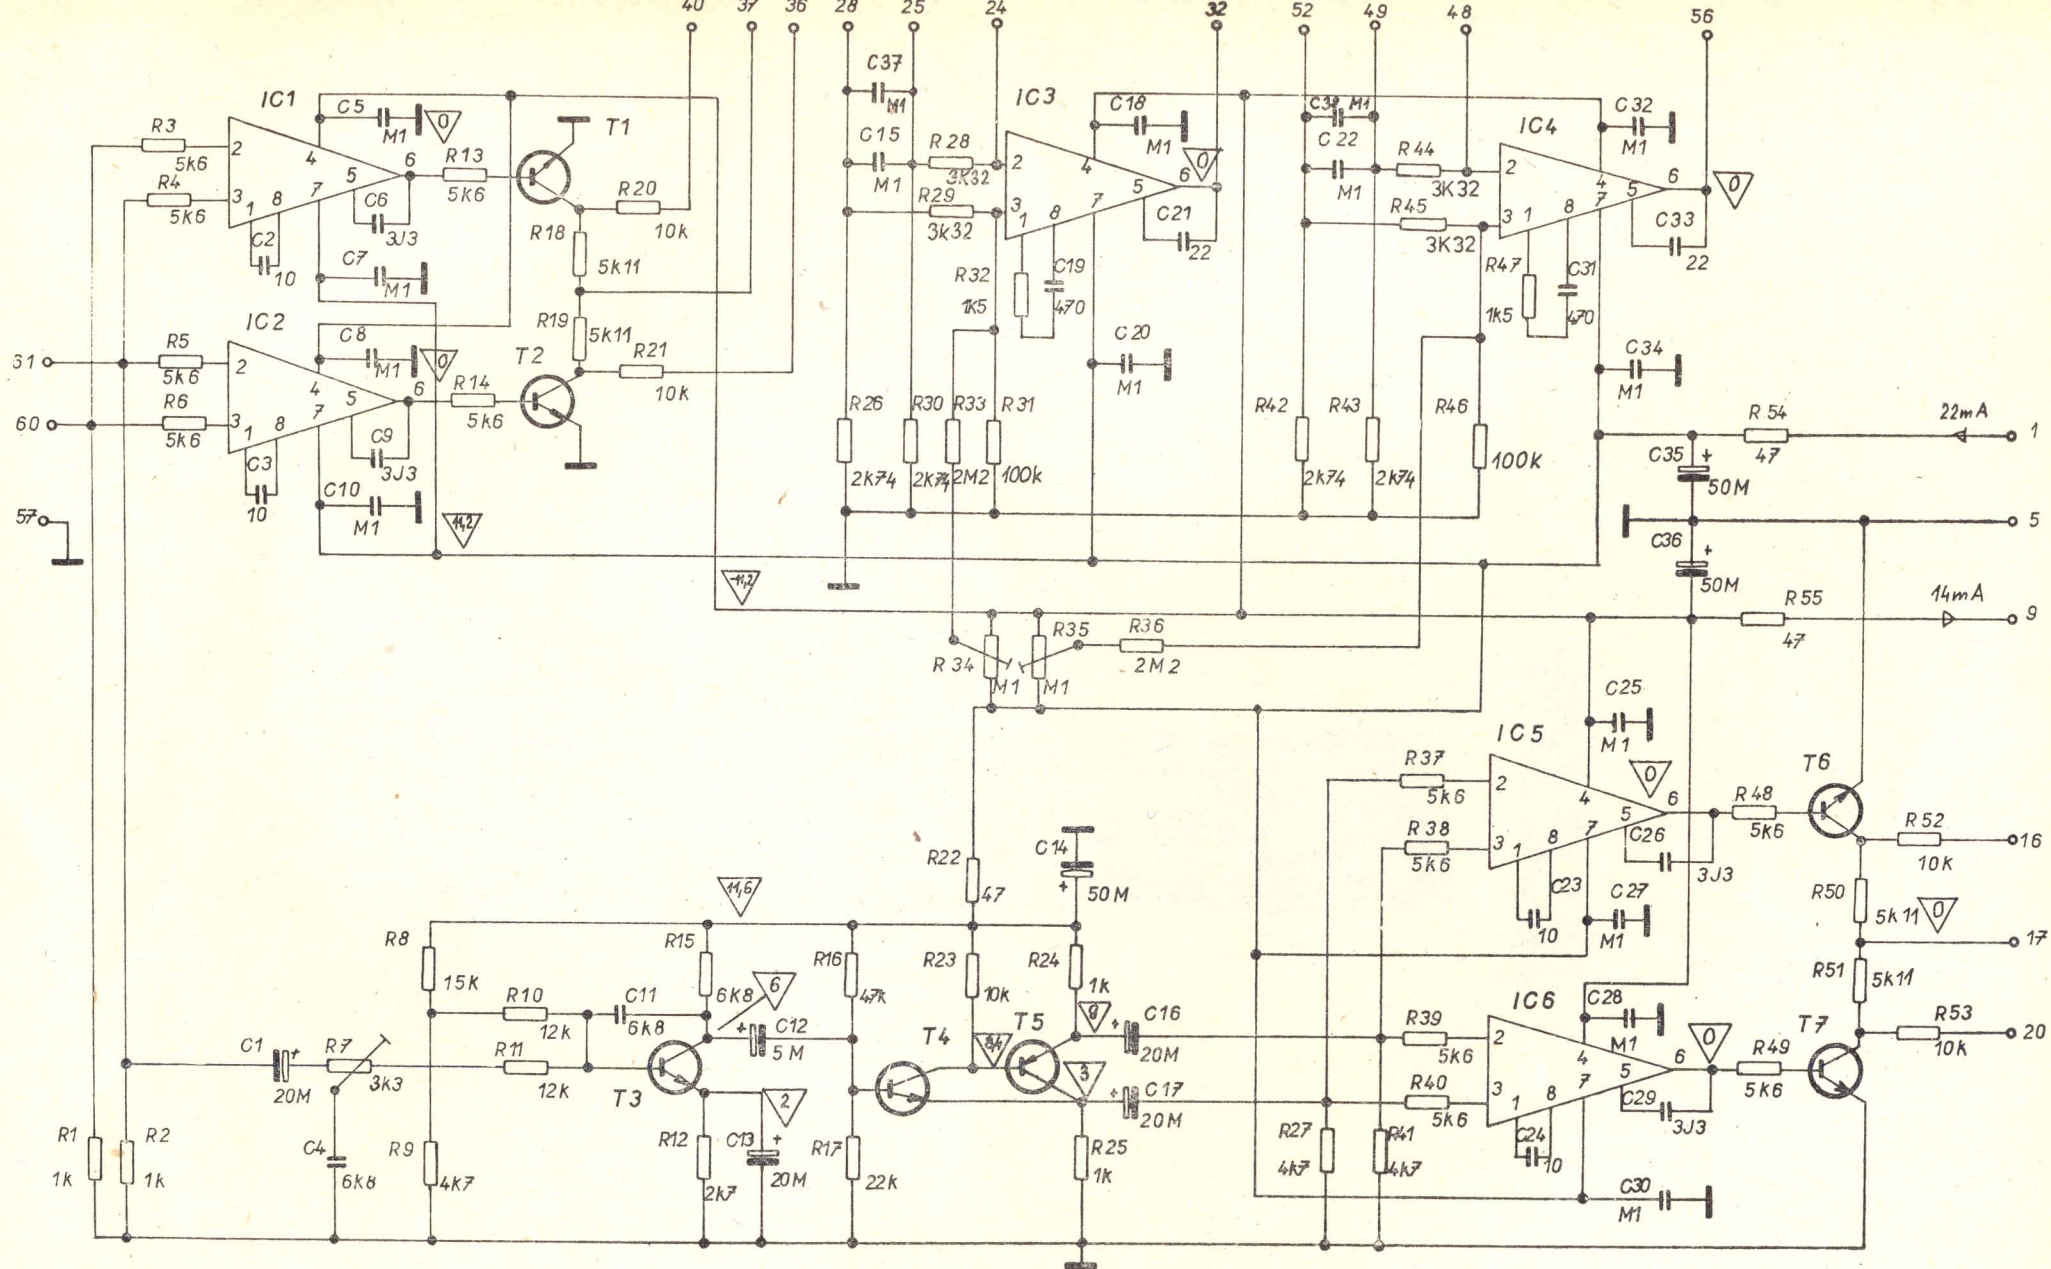 40 37 36 28 25 24 32 52 49 48 56
IC1
R3
5k6
R4
5k6
2
3
1
8
4
7
5
6
C5
M1
0
C6
3J3
C2
10
C7
M1
R13
5k6
T1
R20
10k
R18
5k11
IC2
R5
5k6
R6
5k6
2
3
1
8
4
7
5
6
C8
M1
0
C9
3J3
C3
10
C10
M1
R14
5k6
T2
R19
5k11
R21
10k
61
60
57
11,2
-11,2
C37
M1
C15
M1
R28
3K32
R29
3k32
IC3
2
3
1
8
4
7
5
6
C18
M1
0
C21
22
R32
1k5
C19
470
C20
M1
R26
2k74
R30
2k74
R33
2M2
R31
100k
M1
C22
M1
R44
3K32
R45
3K32
IC4
2
3
1
8
4
7
5
6
C32
M1
0
C33
22
R47
1k5
C31
470
C34
M1
R42
2k74
R43
2k74
R46
100k
R54
47
22mA
1
C35
+
50M
5
C36
+
50M
R55
47
14mA
9
R34
M1
R35
M1
R36
2M2
IC5
R37
5k6
R38
5k6
2
3
1
8
4
7
5
6
C25
M1
0
C26
3J3
C23
10
C27
M1
R48
5k6
T6
R52
10k
16
R50
5k11
0
17
R51
5k11
R53
10k
20
IC6
R39
5k6
R40
5k6
2
3
1
8
4
7
5
6
C28
M1
0
C29
3J3
C24
10
C30
M1
R49
5k6
T7
R22
47
C14
+
50M
11,6
R8
15k
R15
6k8
R16
47k
R23
10k
R24
1k
R10
12k
C11
6k8
6
C12
+
5M
R11
12k
T3
T4
T5
9
3
C16
+
20M
C17
+
20M
C1
+
20M
R7
3k3
2
R1
1k
R2
1k
C4
6k8
R9
4k7
R12
2k7
C13
+
20M
R17
22k
R25
1k
R27
4k7
R41
4k7